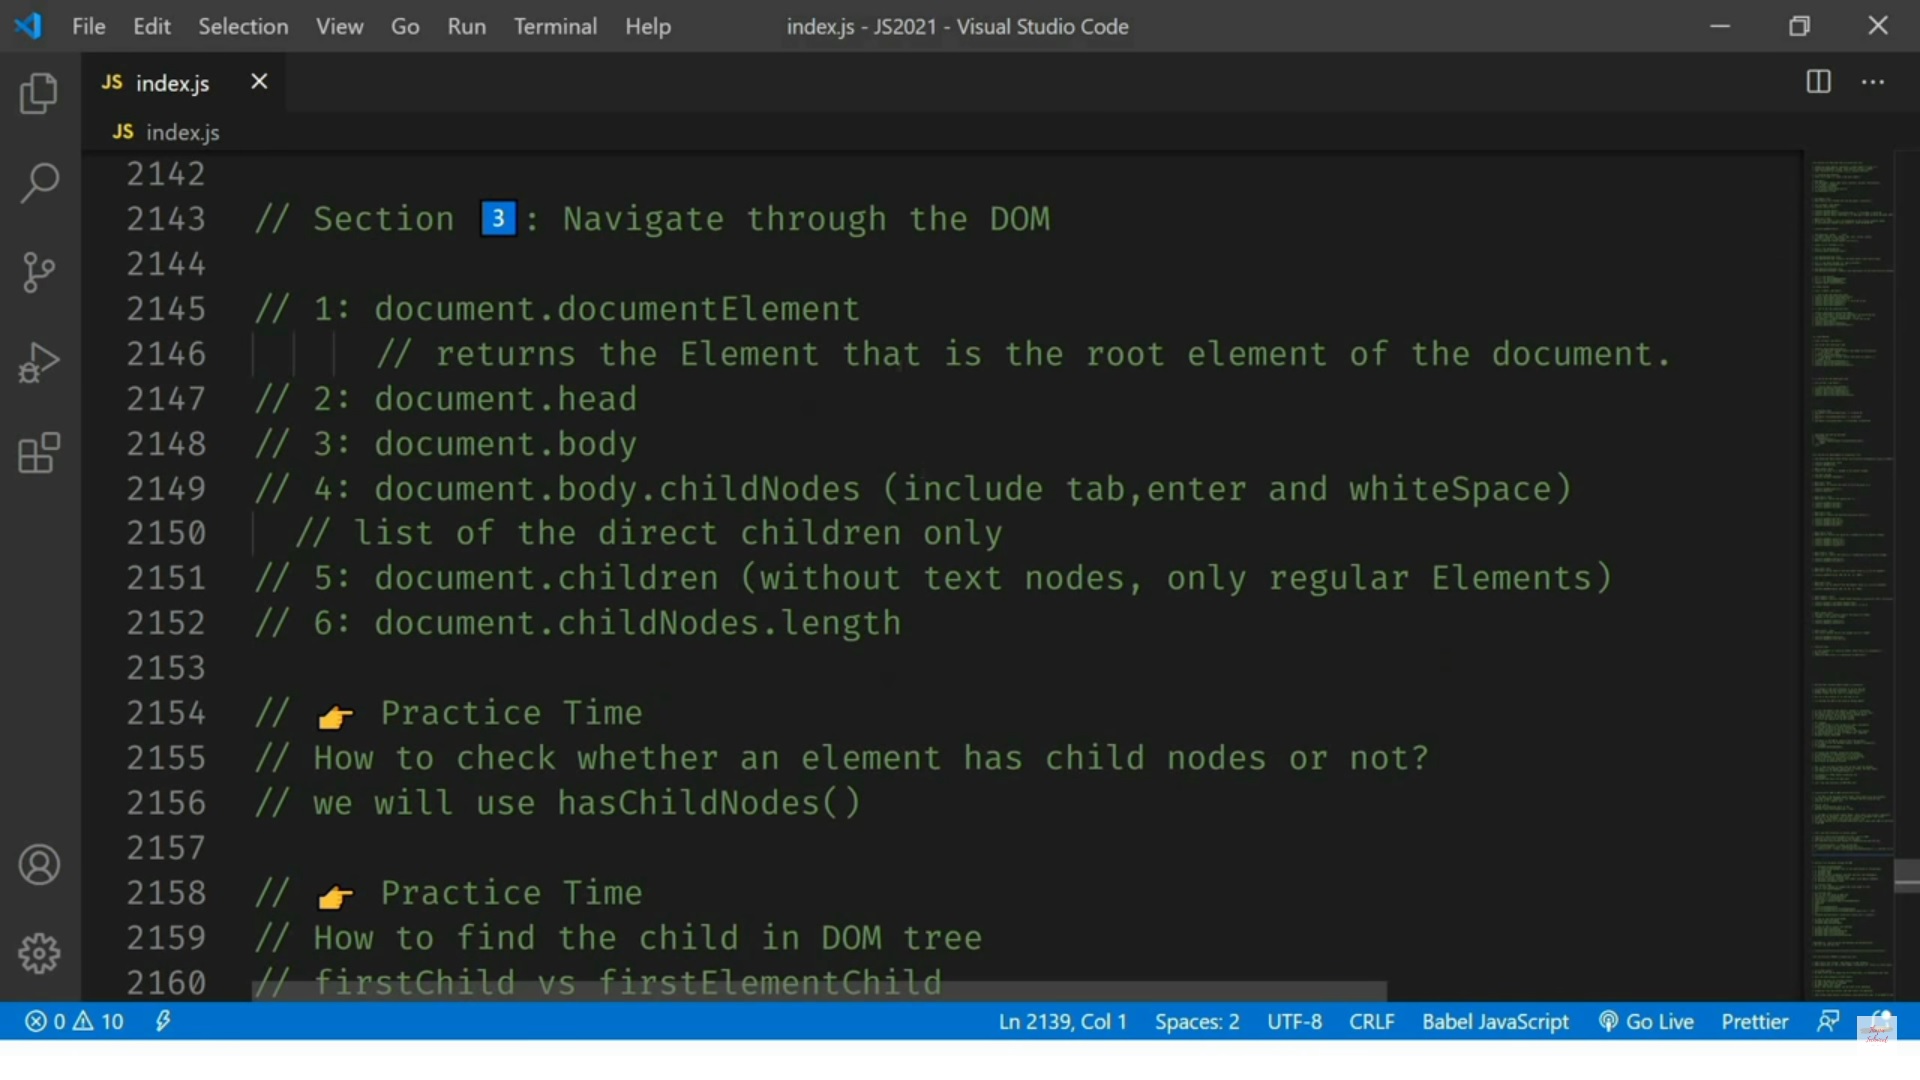 File Edit Selection View Go Run Terminal Help index.js - JS2021 - Visual Studio Code
JS index.js
JS index.js
2142
2143 // Section 3️⃣ : Navigate through the DOM
2144
2145 // 1: document.documentElement
2146 // returns the Element that is the root element of the document.
2147 // 2: document.head
2148 // 3: document.body
2149 // 4: document.body.childNodes (include tab,enter and whiteSpace)
2150 // list of the direct children only
2151 // 5: document.children (without text nodes, only regular Elements)
2152 // 6: document.childNodes.length
2153
2154 // 👉 Practice Time
2155 // How to check whether an element has child nodes or not?
2156 // we will use hasChildNodes()
2157
2158 // 👉 Practice Time
2159 // How to find the child in DOM tree
2160 // firstChild vs firstElementChild
0 10 Ln 2139, Col 1 Spaces: 2 UTF-8 CRLF Babel JavaScript Go Live Prettier